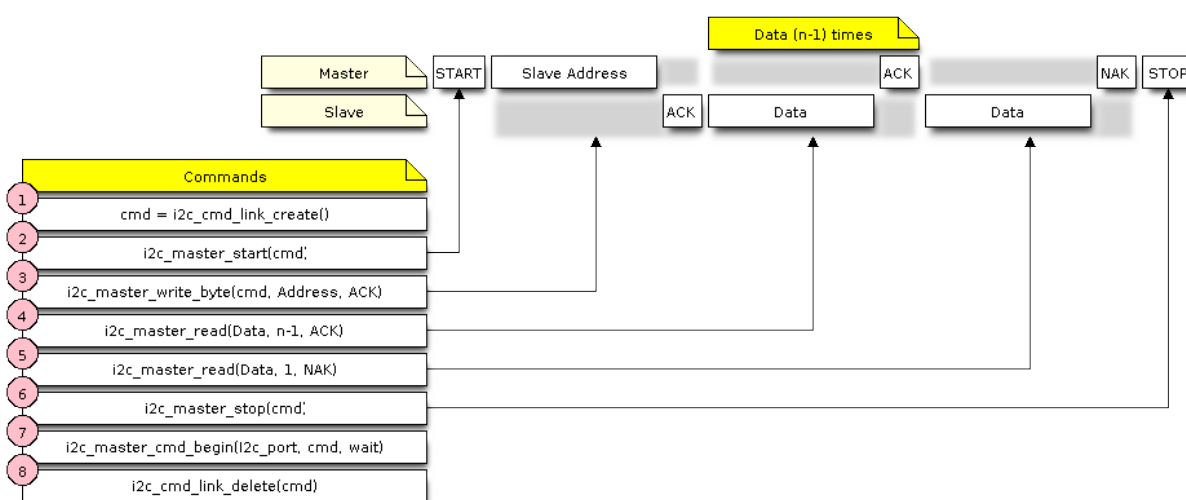 Data (n-1) times
Master START Slave Address ACK NAK STOP
Slave ACK Data Data
Commands
1 cmd = i2c_cmd_link_create()
2 i2c_master_start(cmd)
3 i2c_master_write_byte(cmd, Address, ACK)
4 i2c_master_read(Data, n-1, ACK)
5 i2c_master_read(Data, 1, NAK)
6 i2c_master_stop(cmd)
7 i2c_master_cmd_begin(I2c_port, cmd, wait)
8 i2c_cmd_link_delete(cmd)